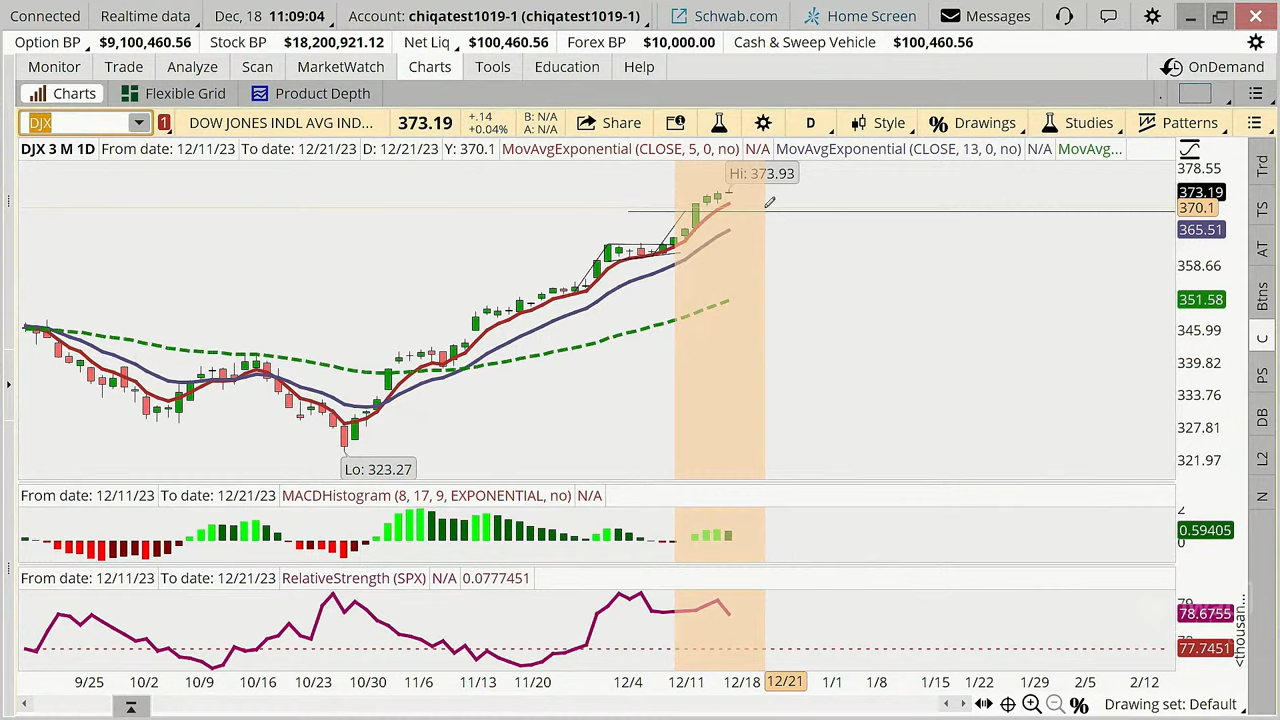 Connected Realtime data Dec, 18 11:09:04 Account: chiqatest1019-1 (chiqatest1019-1) Schwab.com Home Screen Messages
Option BP $9,100,460.56 Stock BP $18,200,921.12 Net Liq $100,460.56 Forex BP $10,000.00 Cash & Sweep Vehicle $100,460.56
Monitor Trade Analyze Scan MarketWatch Charts Tools Education Help OnDemand
Charts Flexible Grid Product Depth
DJX 1 DOW JONES INDL AVG IND... 373.19 +.14 +0.04% B: N/A A: N/A Share D Style % Drawings Studies Patterns
DJX 3 M 1D From date: 12/11/23 To date: 12/21/23 D: 12/21/23 Y: 370.1 MovAvgExponential (CLOSE, 5, 0, no) N/A MovAvgExponential (CLOSE, 13, 0, no) N/A MovAvg...
Hi: 373.93
378.55
373.19
370.1
365.51
358.66
351.58
345.99
339.82
333.76
327.81
321.97
Lo: 323.27
From date: 12/11/23 To date: 12/21/23 MACDHistogram (8, 17, 9, EXPONENTIAL, no) N/A
2
0.59405
0
From date: 12/11/23 To date: 12/21/23 RelativeStrength (SPX) N/A 0.0777451
79
78.6755
77.7451
<thousan...
9/25 10/2 10/9 10/16 10/23 10/30 11/6 11/13 11/20 12/4 12/11 12/18 12/21 1/1 1/8 1/15 1/22 1/29 2/5 2/12
% Drawing set: Default
Trd
TS
AT
Btns
C
PS
DB
L2
N